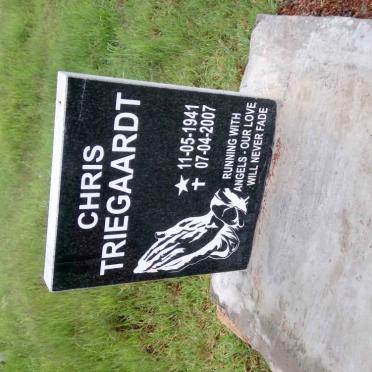 CHRIS
TRIEGAARDT
★ 11-05-1941
✝ 07-04-2007
RUNNING WITH
ANGELS - OUR LOVE
WILL NEVER FADE